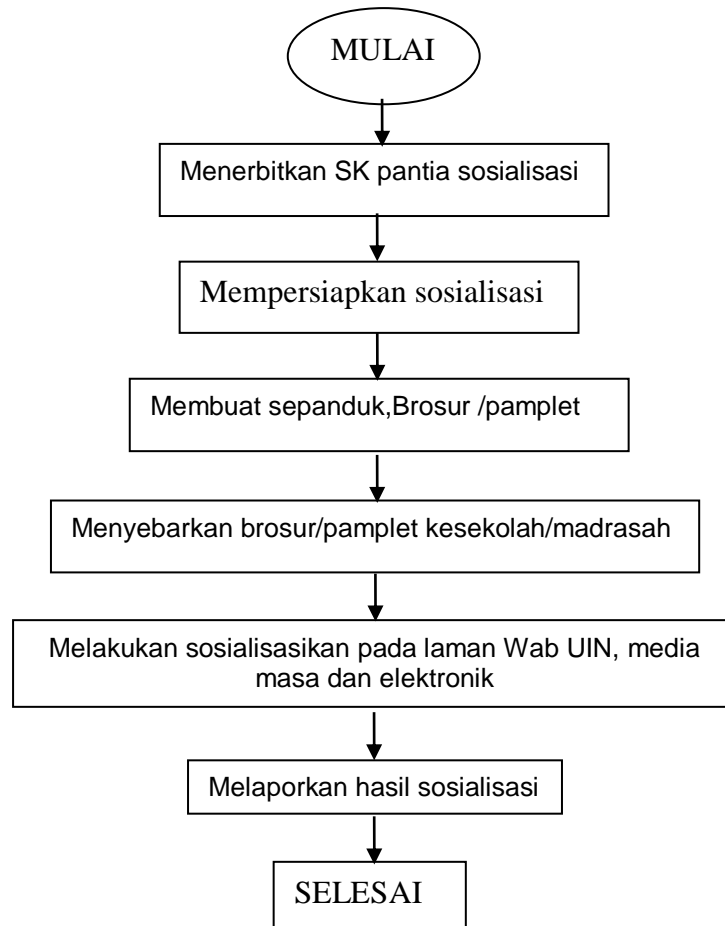 MULAI
Menerbitkan SK pantia sosialisasi
Mempersiapkan sosialisasi
Membuat sepanduk,Brosur /pamplet
Menyebarkan brosur/pamplet kesekolah/madrasah
Melakukan sosialisasikan pada laman Wab UIN, media
masa dan elektronik
Melaporkan hasil sosialisasi
SELESAI